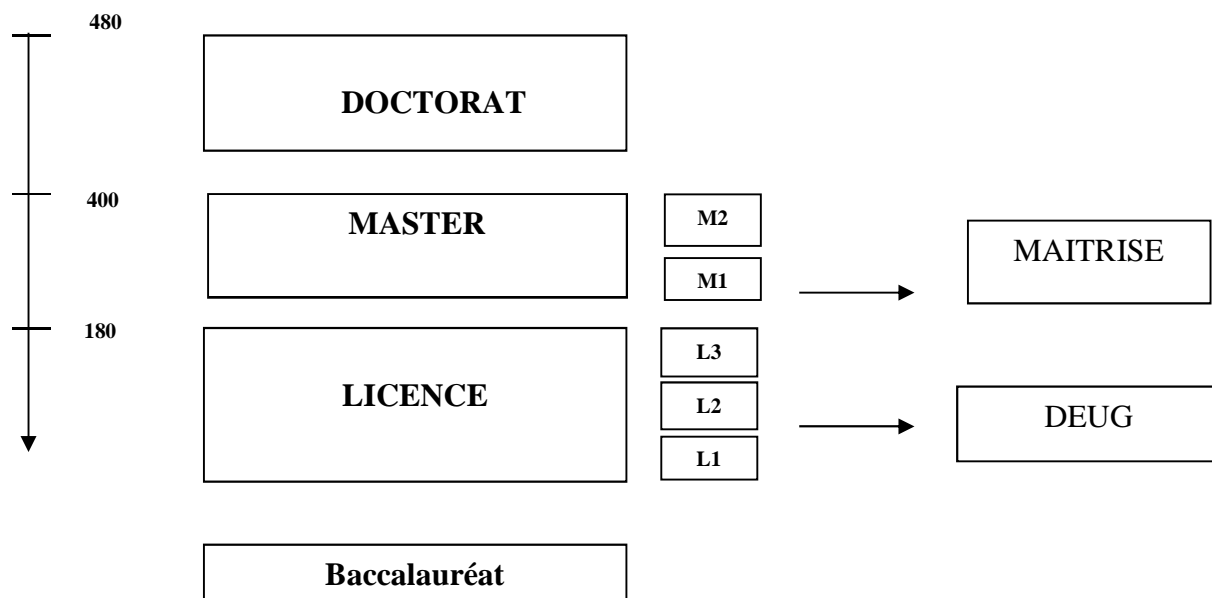 480
DOCTORAT
400
MASTER
M2
MAITRISE
M1
180
L3
LICENCE
L2
DEUG
L1
Baccalauréat